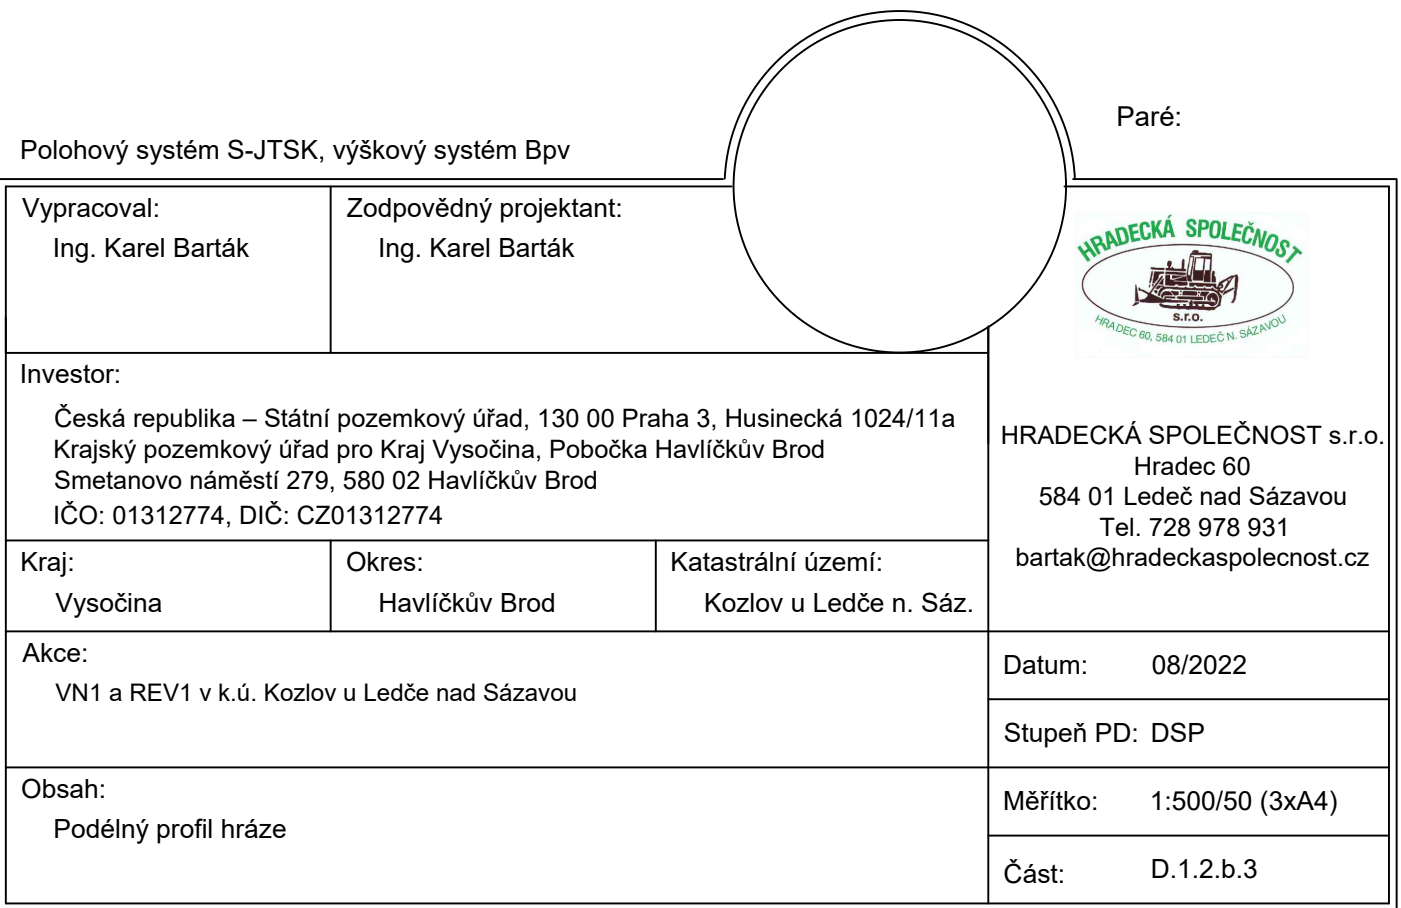 Paré:
Polohový systém S-JTSK, výškový systém Bpv
Vypracoval:
Ing. Karel Barták
Zodpovědný projektant:
Ing. Karel Barták
HRADECKÁ SPOLEČNOST
s.r.o.
HRADEC 60, 584 01 LEDEČ N. SÁZAVOU
Investor:
Česká republika – Státní pozemkový úřad, 130 00 Praha 3, Husinecká 1024/11a
Krajský pozemkový úřad pro Kraj Vysočina, Pobočka Havlíčkův Brod
Smetanovo náměstí 279, 580 02 Havlíčkův Brod
IČO: 01312774, DIČ: CZ01312774
HRADECKÁ SPOLEČNOST s.r.o.
Hradec 60
584 01 Ledeč nad Sázavou
Tel. 728 978 931
bartak@hradeckaspolecnost.cz
Kraj:
Vysočina
Okres:
Havlíčkův Brod
Katastrální území:
Kozlov u Ledče n. Sáz.
Akce:
VN1 a REV1 v k.ú. Kozlov u Ledče nad Sázavou
Datum: 08/2022
Stupeň PD: DSP
Obsah:
Podélný profil hráze
Měřítko: 1:500/50 (3xA4)
Část: D.1.2.b.3